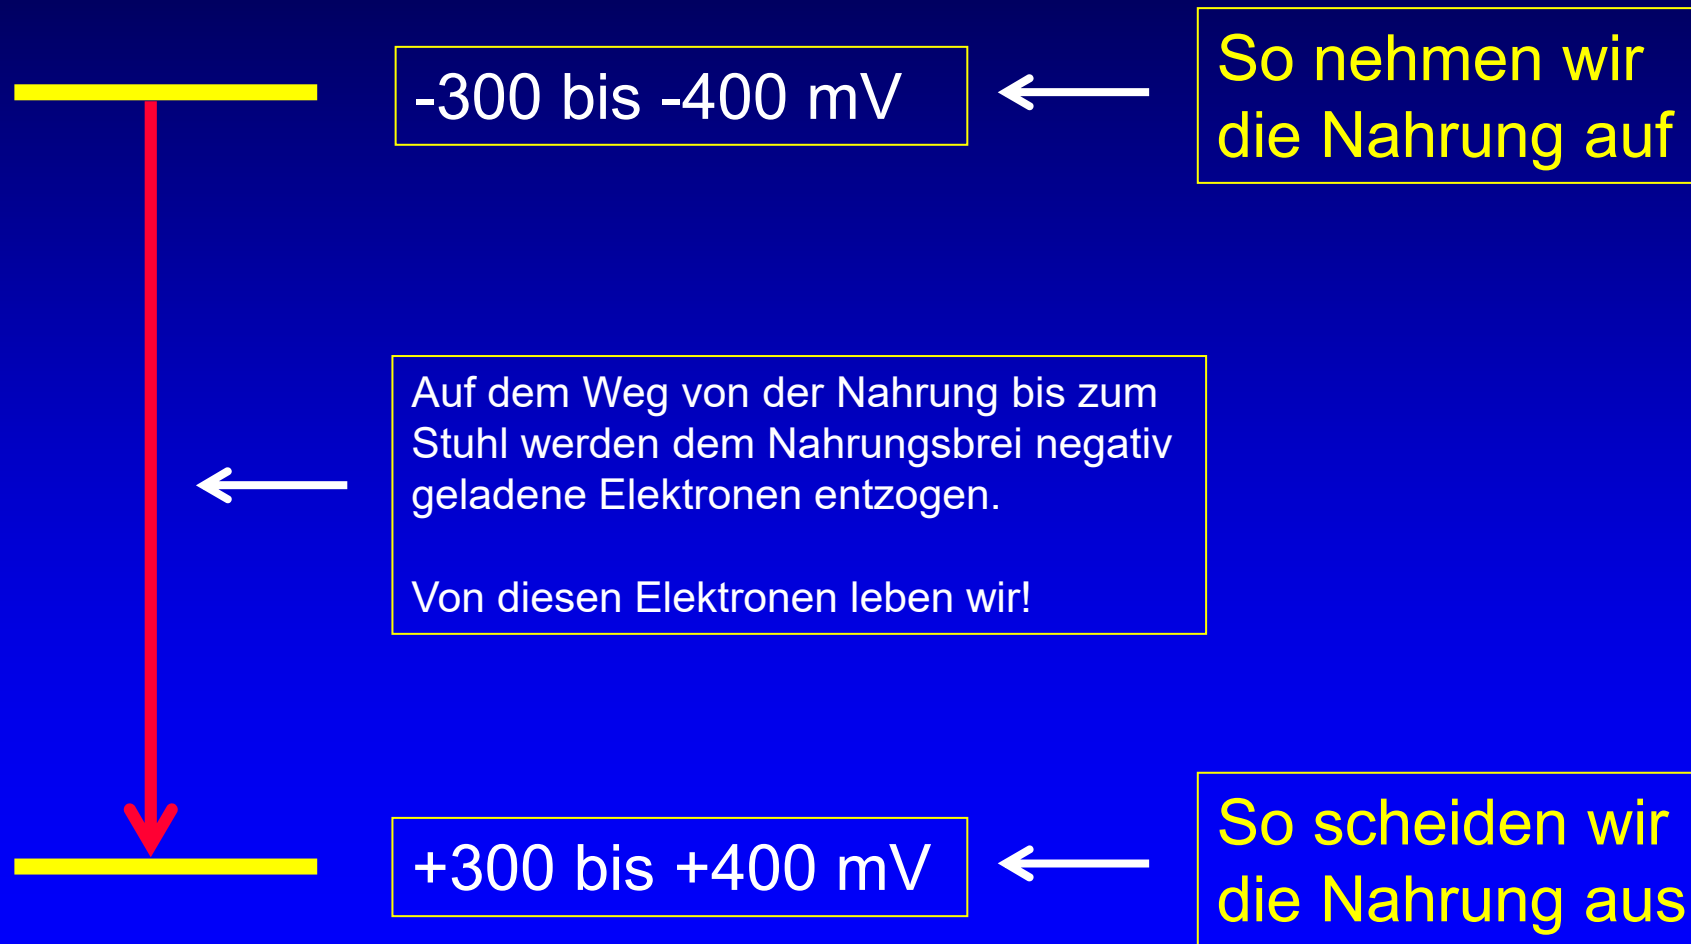 -300 bis -400 mV
So nehmen wir
die Nahrung auf
Auf dem Weg von der Nahrung bis zum
Stuhl werden dem Nahrungsbrei negativ
geladene Elektronen entzogen.
Von diesen Elektronen leben wir!
+300 bis +400 mV
So scheiden wir
die Nahrung aus